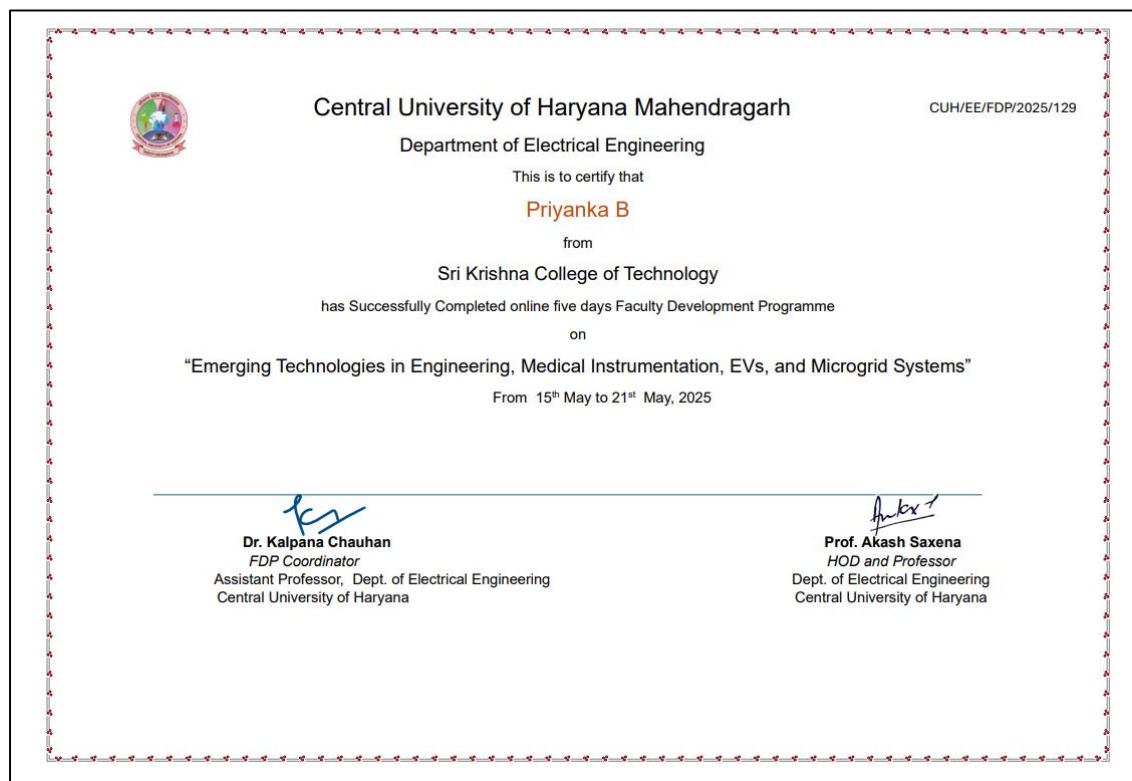 Central University of Haryana Mahendragarh
CUH/EE/FDP/2025/129
Department of Electrical Engineering
This is to certify that
Priyanka B
from
Sri Krishna College of Technology
has Successfully Completed online five days Faculty Development Programme
on
“Emerging Technologies in Engineering, Medical Instrumentation, EVs, and Microgrid Systems”
From 15th May to 21st May, 2025
Dr. Kalpana Chauhan
FDP Coordinator
Assistant Professor, Dept. of Electrical Engineering
Central University of Haryana
Prof. Akash Saxena
HOD and Professor
Dept. of Electrical Engineering
Central University of Haryana